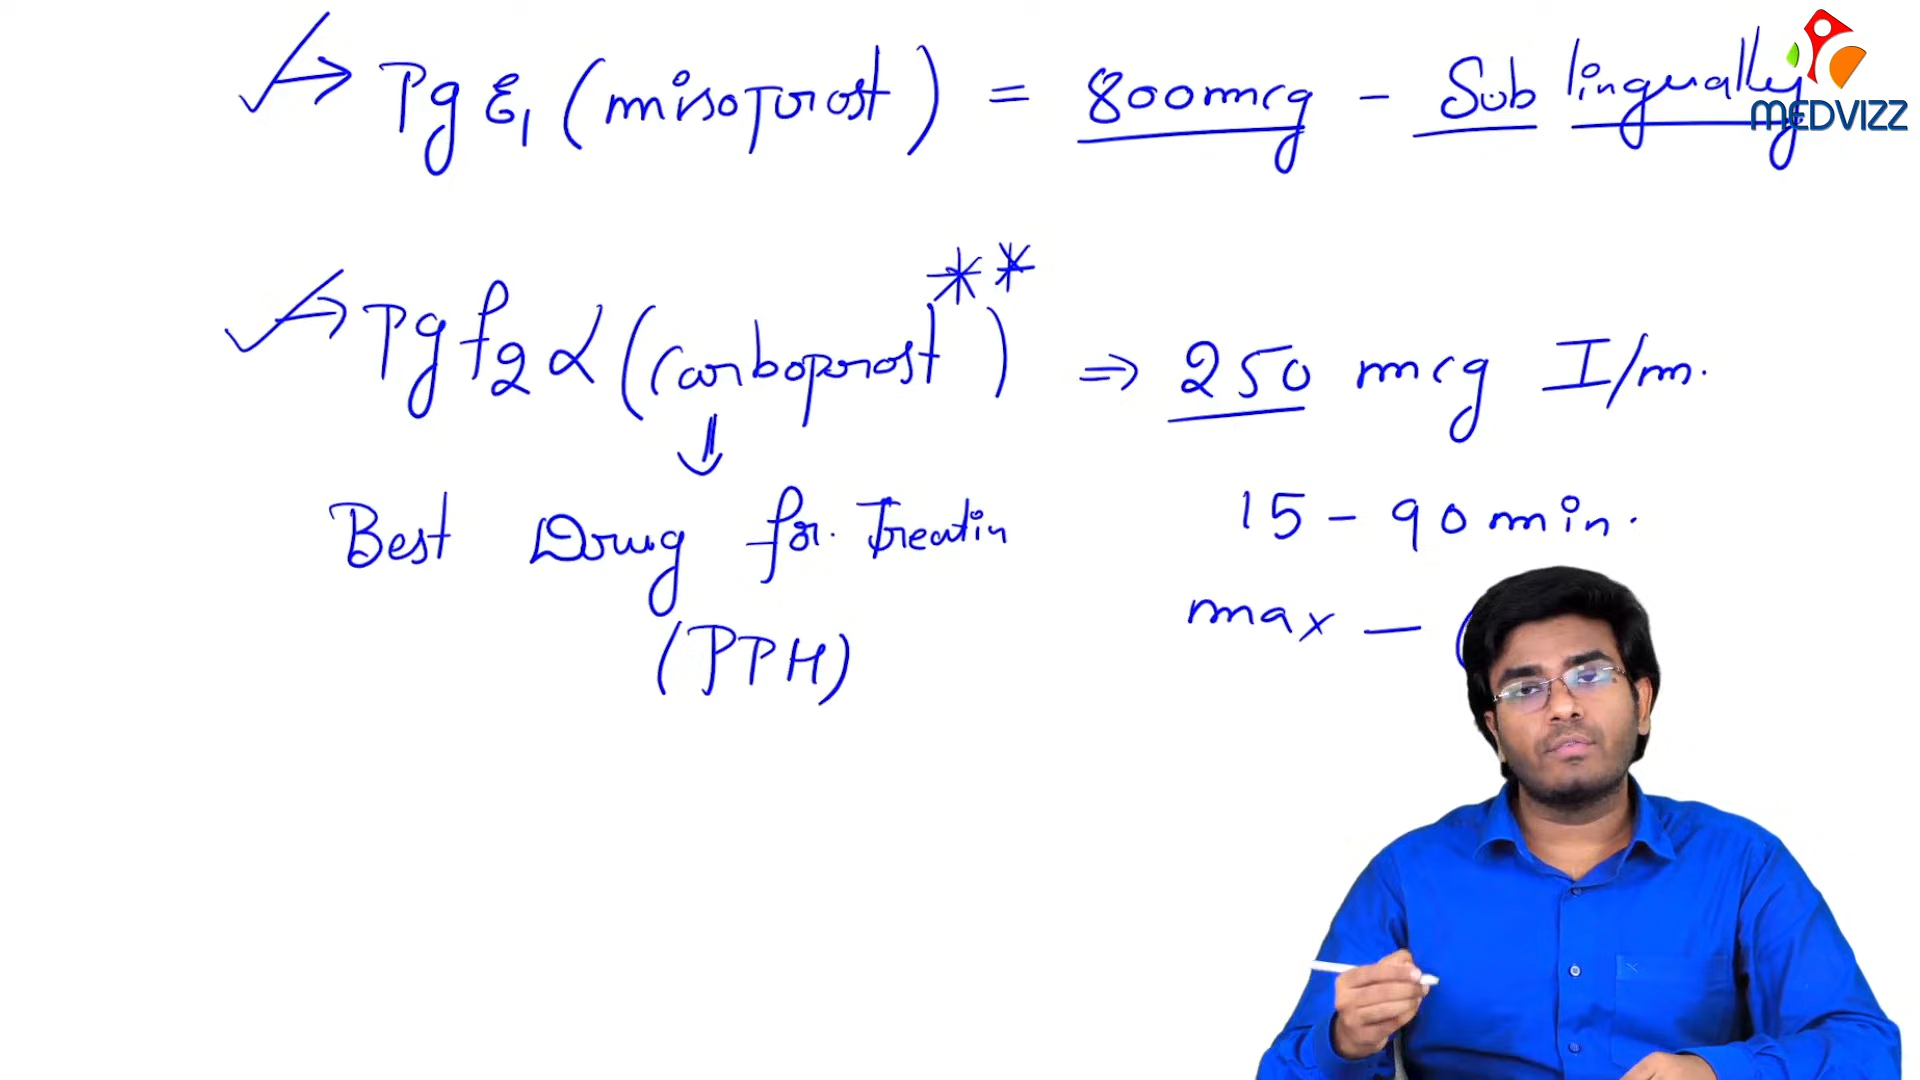 Pg E1 (misoprost) = 800mcg - Sub lingually
MEDVIZZ
Pg f2 α (carboprost**) ⇒ 250 mcg I/m.
Best Drug for Treatin
(PPH)
15 - 90 min.
max —